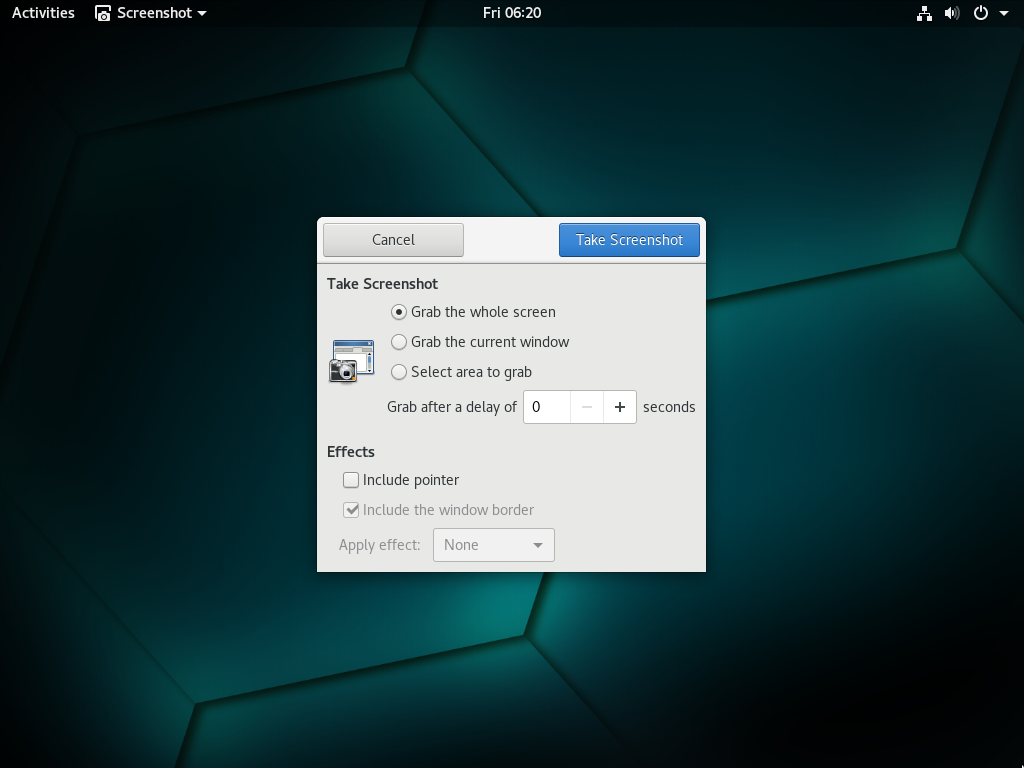 Activities Screenshot Fri 06:20
Cancel Take Screenshot
Take Screenshot
Grab the whole screen
Grab the current window
Select area to grab
Grab after a delay of 0 − + seconds
Effects
Include pointer
Include the window border
Apply effect: None